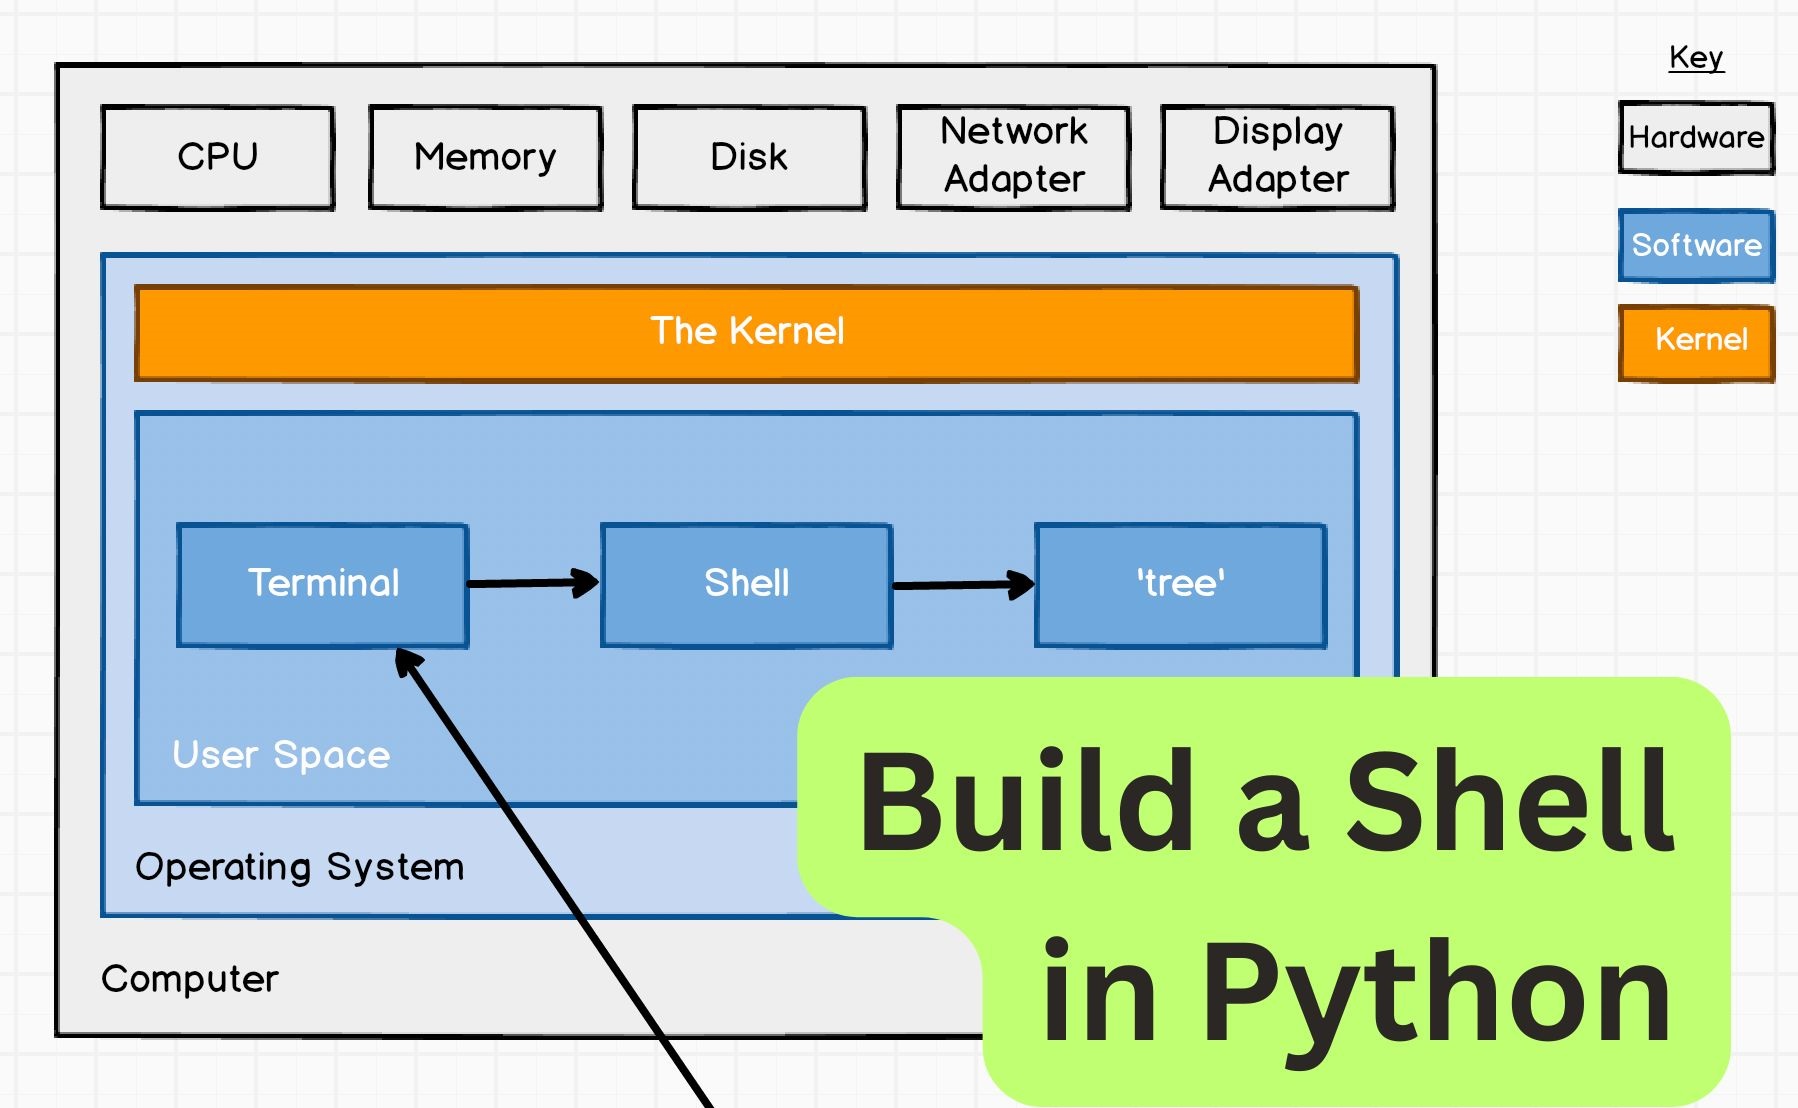 Key
CPU
Memory
Disk
Network
Adapter
Display
Adapter
Hardware
Software
Kernel
The Kernel
Terminal
Shell
'tree'
User Space
Operating System
Computer
Build a Shell
in Python